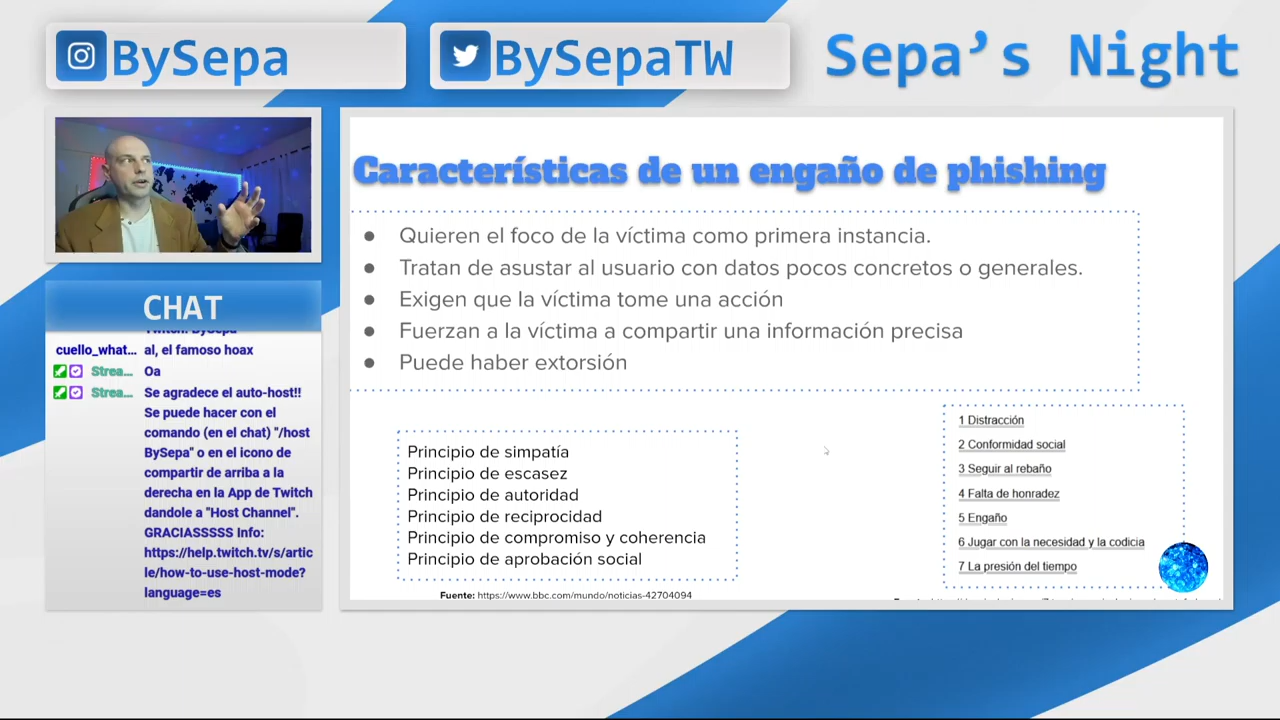 BySepa
BySepaTW
Sepa’s Night
CHAT
Twitch: BySepa
cuello_what... al, el famoso hoax
Strea... Oa
Strea... Se agradece el auto-host!!
Se puede hacer con el
comando (en el chat) "/host
BySepa" o en el icono de
compartir de arriba a la
derecha en la App de Twitch
dandole a "Host Channel".
GRACIASSSSS Info:
https://help.twitch.tv/s/artic
le/how-to-use-host-mode?
language=es
Características de un engaño de phishing
● Quieren el foco de la víctima como primera instancia.
● Tratan de asustar al usuario con datos pocos concretos o generales.
● Exigen que la víctima tome una acción
● Fuerzan a la víctima a compartir una información precisa
● Puede haber extorsión
Principio de simpatía
Principio de escasez
Principio de autoridad
Principio de reciprocidad
Principio de compromiso y coherencia
Principio de aprobación social
Fuente: https://www.bbc.com/mundo/noticias-42704094
1 Distracción
2 Conformidad social
3 Seguir al rebaño
4 Falta de honradez
5 Engaño
6 Jugar con la necesidad y la codicia
7 La presión del tiempo